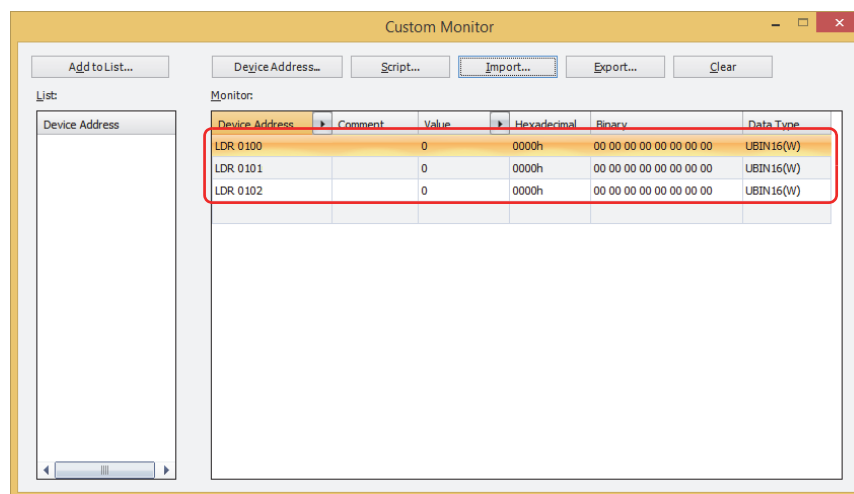 Custom Monitor
Add to List... Device Address... Script... Import... Export... Clear
List: Monitor:
Device Address Device Address Comment Value Hexadecimal Binary Data Type
LDR 0100 0 0000h 00 00 00 00 00 00 00 00 UBIN16(W)
LDR 0101 0 0000h 00 00 00 00 00 00 00 00 UBIN16(W)
LDR 0102 0 0000h 00 00 00 00 00 00 00 00 UBIN16(W)